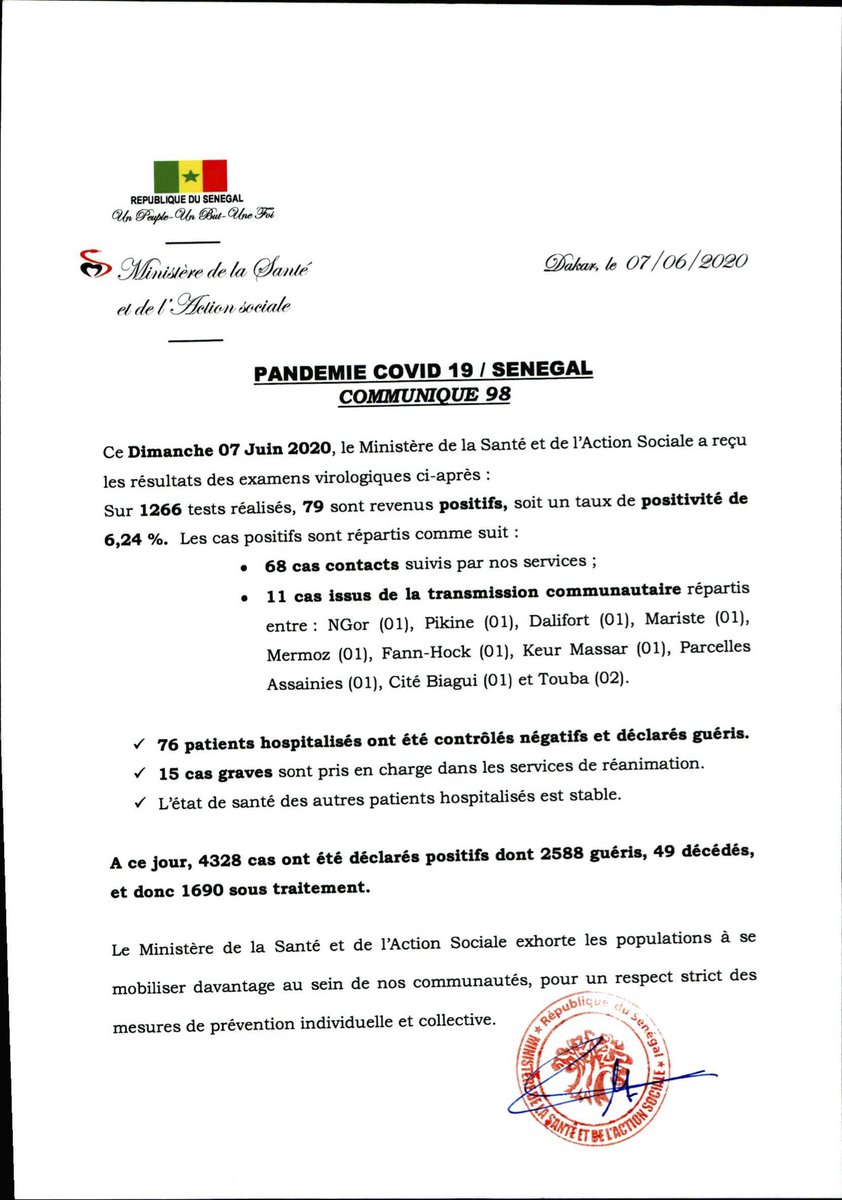 REPUBLIQUE DU SENEGAL
Un Peuple-Un But-Une Foi
Ministère de la Santé
et de l'Action sociale
Dakar, le 07/06/2020
PANDEMIE COVID 19 / SENEGAL
COMMUNIQUE 98
Ce Dimanche 07 Juin 2020, le Ministère de la Santé et de l'Action Sociale a reçu
les résultats des examens virologiques ci-après :
Sur 1266 tests réalisés, 79 sont revenus positifs, soit un taux de positivité de
6,24 %. Les cas positifs sont répartis comme suit :
• 68 cas contacts suivis par nos services ;
• 11 cas issus de la transmission communautaire répartis
entre : NGor (01), Pikine (01), Dalifort (01), Mariste (01),
Mermoz (01), Fann-Hock (01), Keur Massar (01), Parcelles
Assainies (01), Cité Biagui (01) et Touba (02).
✓ 76 patients hospitalisés ont été contrôlés négatifs et déclarés guéris.
✓ 15 cas graves sont pris en charge dans les services de réanimation.
✓ L'état de santé des autres patients hospitalisés est stable.
A ce jour, 4328 cas ont été déclarés positifs dont 2588 guéris, 49 décédés,
et donc 1690 sous traitement.
Le Ministère de la Santé et de l'Action Sociale exhorte les populations à se
mobiliser davantage au sein de nos communautés, pour un respect strict des
mesures de prévention individuelle et collective.
★ République du Sénégal ★
MINISTERE DE LA SANTÉ ET DE L'ACTION SOCIALE